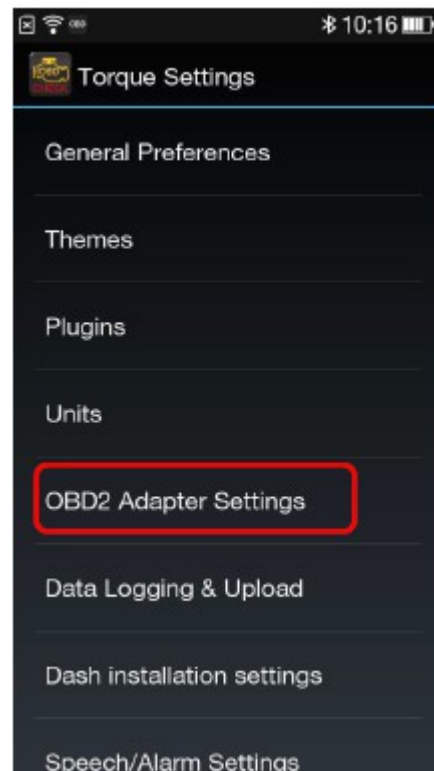 10:16
Torque Settings
General Preferences
Themes
Plugins
Units
OBD2 Adapter Settings
Data Logging & Upload
Dash installation settings
Speech/Alarm Settings